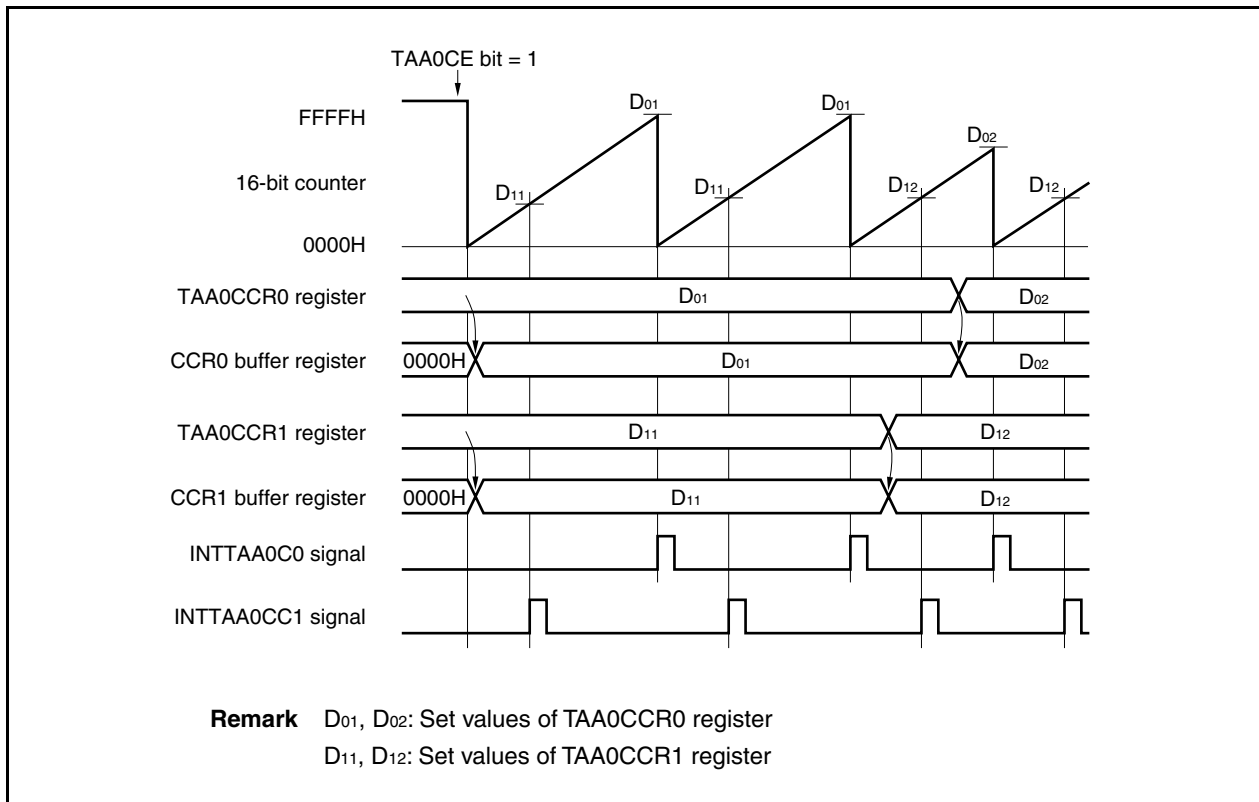 TAA0CE bit = 1
FFFFH
D01
D01
D02
16-bit counter
D11
D11
D12
D12
0000H
TAA0CCR0 register
D01
D02
CCR0 buffer register
0000H
D01
D02
TAA0CCR1 register
D11
D12
CCR1 buffer register
0000H
D11
D12
INTTAA0C0 signal
INTTAA0CC1 signal
Remark D01, D02: Set values of TAA0CCR0 register
D11, D12: Set values of TAA0CCR1 register